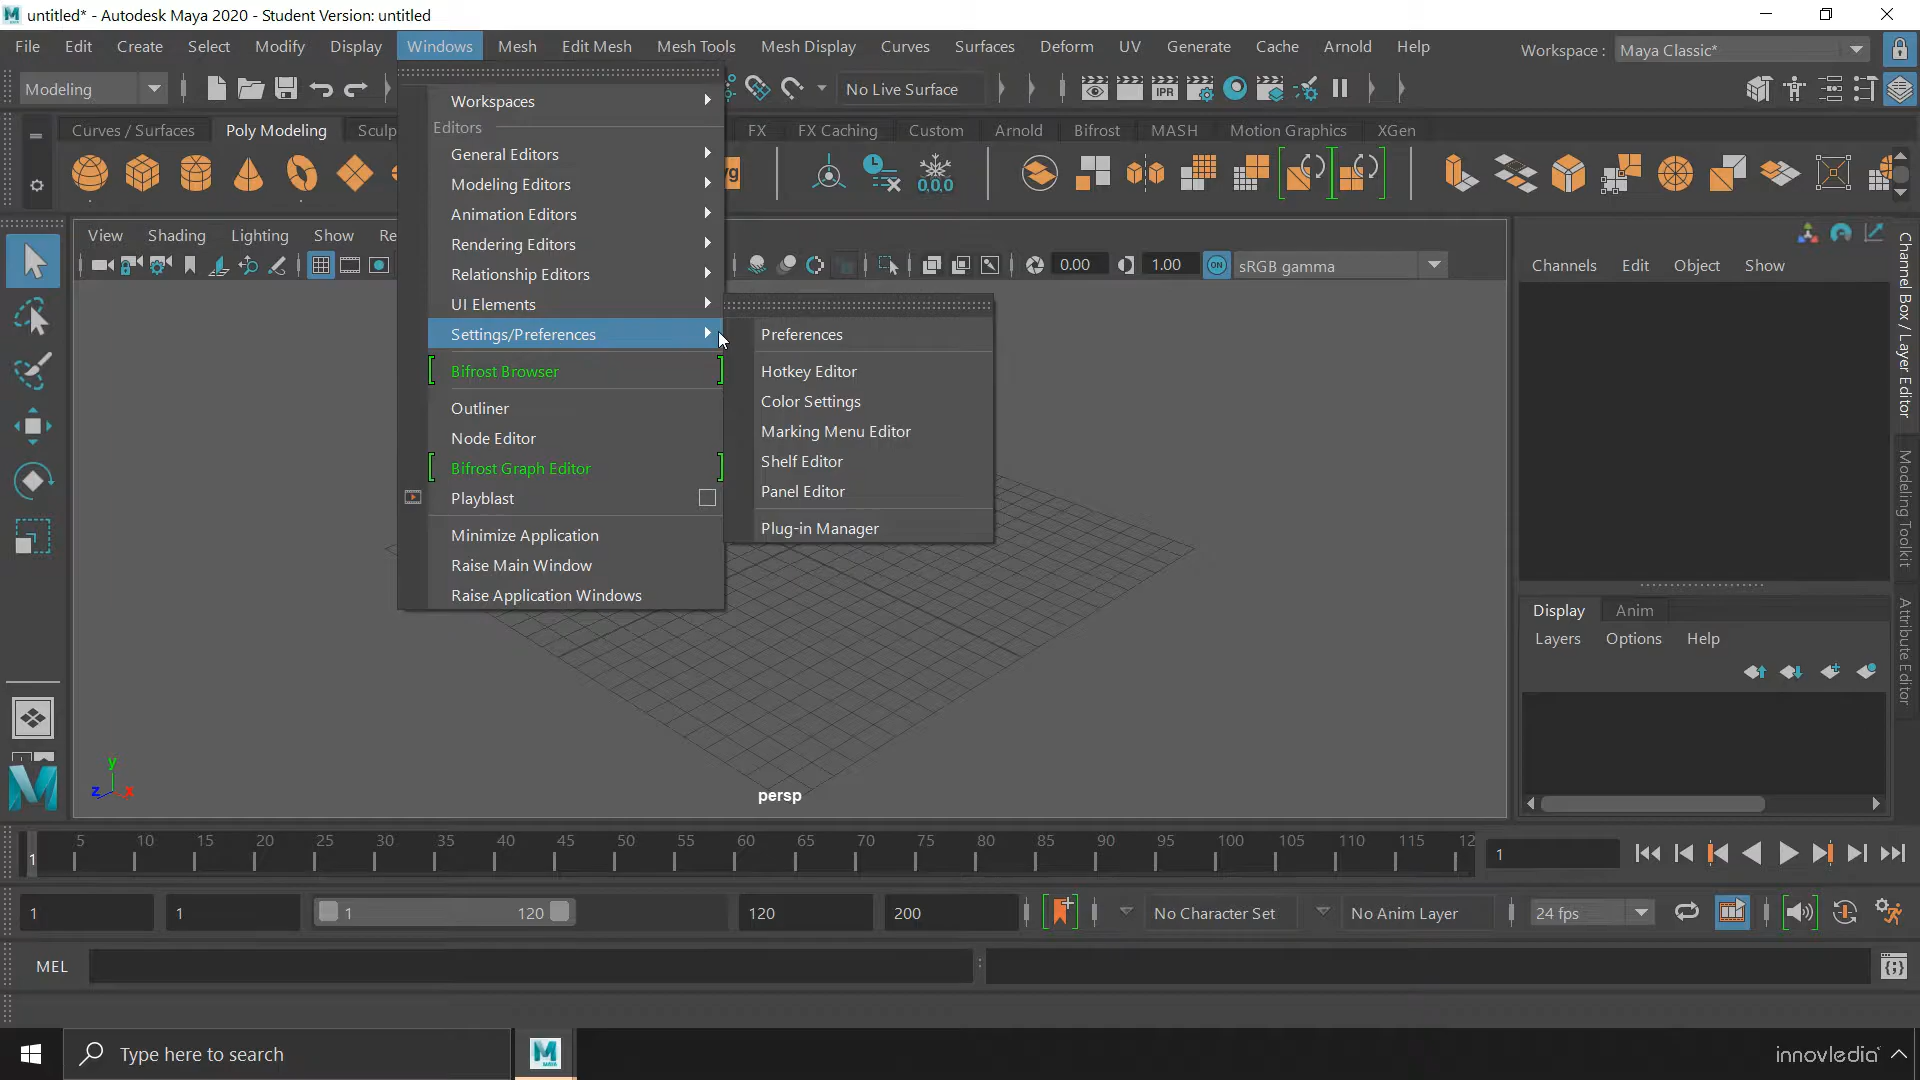 untitled* - Autodesk Maya 2020 - Student Version: untitled
File Edit Create Select Modify Display Windows Mesh Edit Mesh Mesh Tools Mesh Display Curves Surfaces Deform UV Generate Cache Arnold Help Workspace : Maya Classic*
Modeling No Live Surface IPR
Curves / Surfaces Poly Modeling Sculp FX FX Caching Custom Arnold Bifrost MASH Motion Graphics XGen
0,0,0
View Shading Lighting Show Re
0.00 1.00 ON sRGB gamma
Channels Edit Object Show
Workspaces
Editors
General Editors
Modeling Editors
Animation Editors
Rendering Editors
Relationship Editors
UI Elements
Settings/Preferences
Bifrost Browser
Outliner
Node Editor
Bifrost Graph Editor
Playblast
Minimize Application
Raise Main Window
Raise Application Windows
Preferences
Hotkey Editor
Color Settings
Marking Menu Editor
Shelf Editor
Panel Editor
Plug-in Manager
Channel Box / Layer Editor
Modeling Toolkit
Attribute Editor
Display Anim
Layers Options Help
y
z x
persp
5 10 15 20 25 30 35 40 45 50 55 60 65 70 75 80 85 90 95 100 105 110 115 12
1 1
1 1 1 120 120 200 No Character Set No Anim Layer 24 fps
MEL
Type here to search
MAYA
innovledia